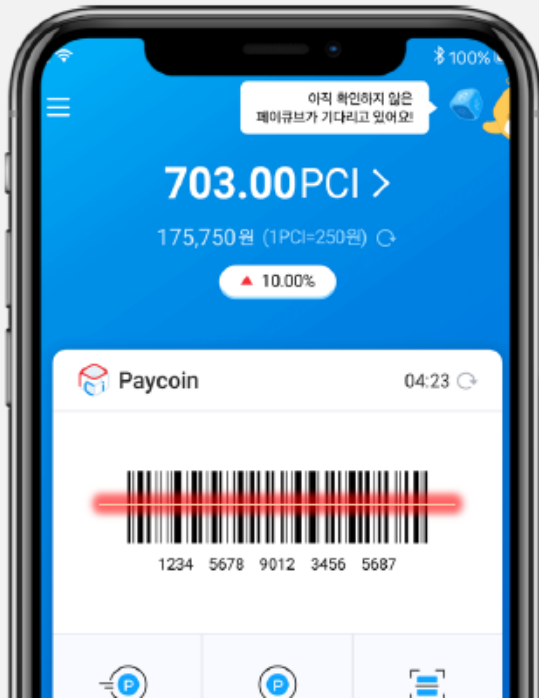 100%
아직 확인하지 않은
페이큐브가 기다리고 있어요!
703.00PCI >
175,750원 (1PCI=250원)
▲ 10.00%
Paycoin 04:23
1234 5678 9012 3456 5687
P P